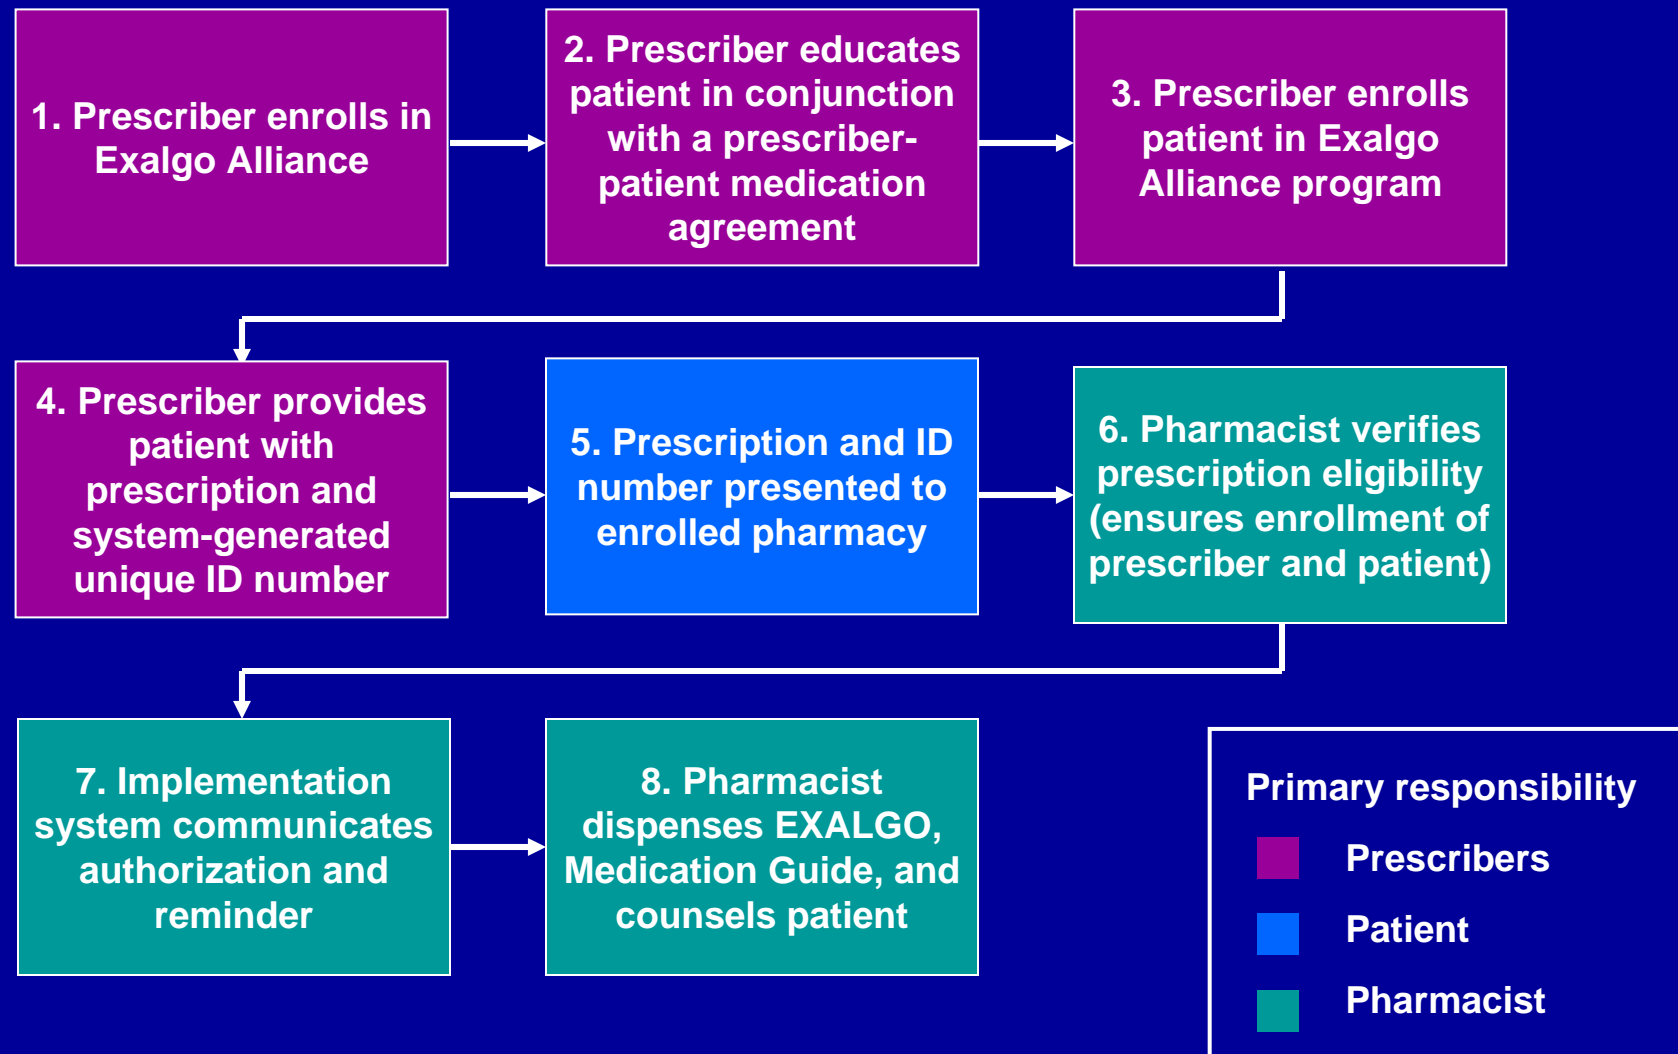 1. Prescriber enrolls in
Exalgo Alliance
2. Prescriber educates
patient in conjunction
with a prescriber-
patient medication
agreement
3. Prescriber enrolls
patient in Exalgo
Alliance program
4. Prescriber provides
patient with
prescription and
system-generated
unique ID number
5. Prescription and ID
number presented to
enrolled pharmacy
6. Pharmacist verifies
prescription eligibility
(ensures enrollment of
prescriber and patient)
7. Implementation
system communicates
authorization and
reminder
8. Pharmacist
dispenses EXALGO,
Medication Guide, and
counsels patient
Primary responsibility
Prescribers
Patient
Pharmacist